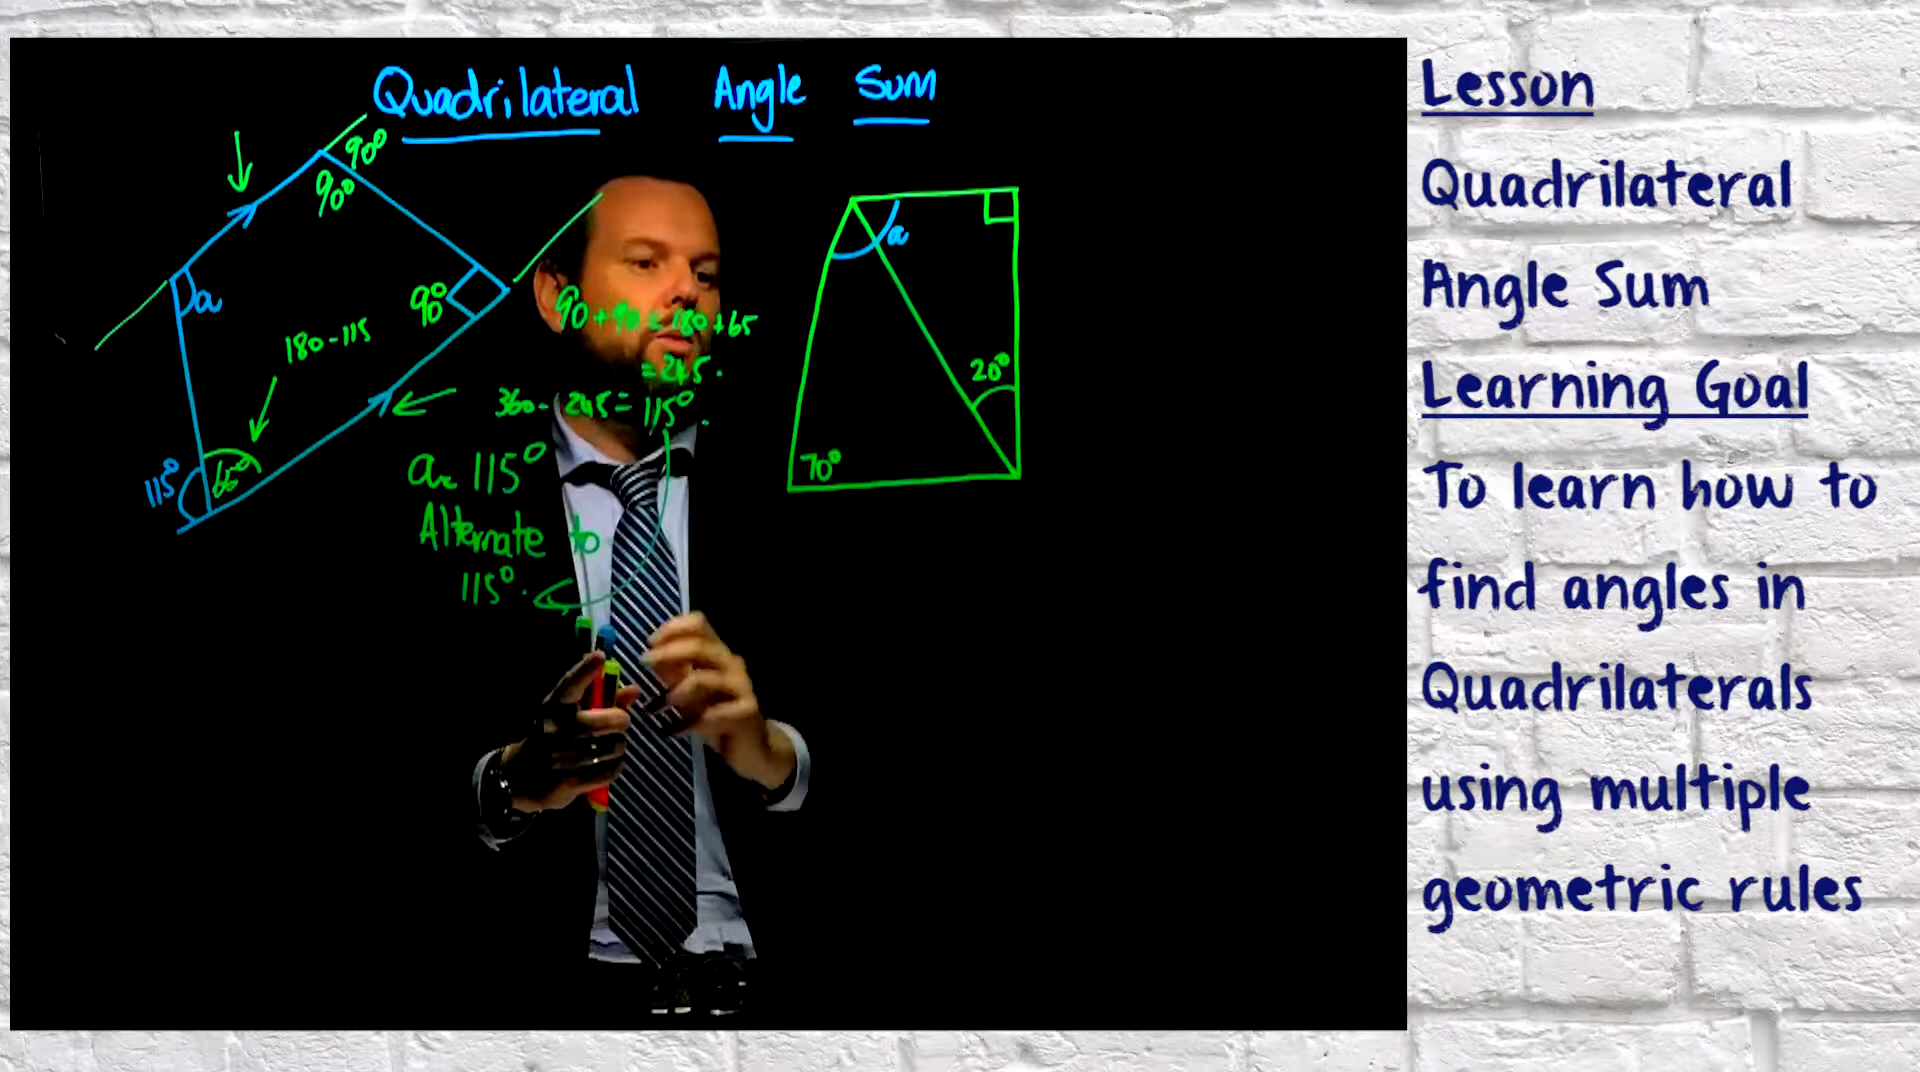 Quadrilateral Angle Sum
90°
90°
a
90°
180-115
115°
65°
90+90=180+65
=245.
360-245=115°.
a=115°
Alternate to
115°.
a
20°
70°
Lesson
Quadrilateral
Angle Sum
Learning Goal
To learn how to
find angles in
Quadrilaterals
using multiple
geometric rules